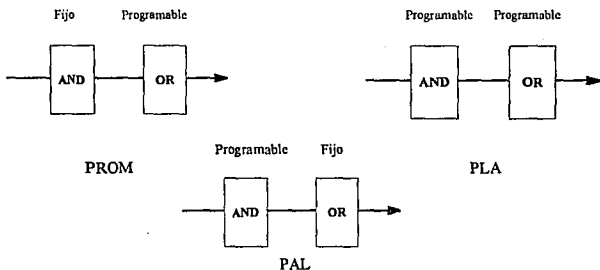 Fijo Programable
AND OR
PROM
Programable Programable
AND OR
PLA
Programable Fijo
AND OR
PAL